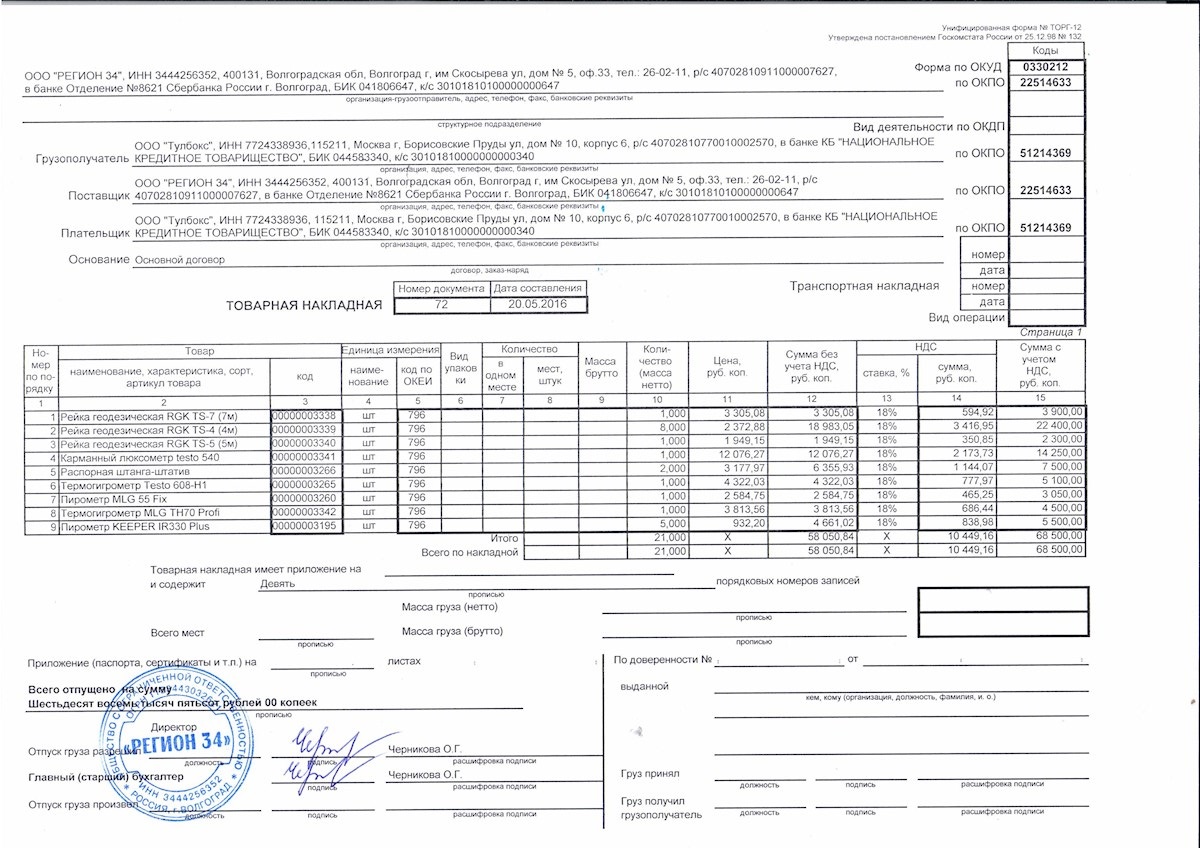 Унифицированная форма № ТОРГ-12
Утверждена постановлением Госкомстата России от 25.12.98 № 132
Коды
Форма по ОКУД 0330212
ООО "РЕГИОН 34", ИНН 3444256352, 400131, Волгоградская обл, Волгоград г, им Скосырева ул, дом № 5, оф.33, тел.: 26-02-11, р/с 40702810911000007627,
в банке Отделение №8621 Сбербанка России г. Волгоград, БИК 041806647, к/с 30101810100000000647
по ОКПО 22514633
организация-грузоотправитель, адрес, телефон, факс, банковские реквизиты
структурное подразделение
Вид деятельности по ОКДП
Грузополучатель ООО "Тулбокс", ИНН 7724338936,115211, Москва г, Борисовские Пруды ул, дом № 10, корпус 6, р/с 40702810770010002570, в банке КБ "НАЦИОНАЛЬНОЕ
КРЕДИТНОЕ ТОВАРИЩЕСТВО", БИК 044583340, к/с 30101810000000000340 по ОКПО 51214369
организация, адрес, телефон, факс, банковские реквизиты
Поставщик ООО "РЕГИОН 34", ИНН 3444256352, 400131, Волгоградская обл, Волгоград г, им Скосырева ул, дом № 5, оф.33, тел.: 26-02-11, р/с
40702810911000007627, в банке Отделение №8621 Сбербанка России г. Волгоград, БИК 041806647, к/с 30101810100000000647 по ОКПО 22514633
организация, адрес, телефон, факс, банковские реквизиты
Плательщик ООО "Тулбокс", ИНН 7724338936, 115211, Москва г, Борисовские Пруды ул, дом № 10, корпус 6, р/с 40702810770010002570, в банке КБ "НАЦИОНАЛЬНОЕ
КРЕДИТНОЕ ТОВАРИЩЕСТВО", БИК 044583340, к/с 30101810000000000340 по ОКПО 51214369
организация, адрес, телефон, факс, банковские реквизиты
Основание Основной договор номер
договор, заказ-наряд дата
Транспортная накладная номер
дата
Вид операции
Номер документа Дата составления
ТОВАРНАЯ НАКЛАДНАЯ 72 20.05.2016
Страница 1
Но-мер по по-рядку Товар Единица измерения Вид упаков ки Количество Масса брутто Коли-чество (масса нетто) Цена, руб. коп. Сумма без учета НДС, руб. коп. НДС Сумма с учетом НДС, руб. коп.
наименование, характеристика, сорт, артикул товара код наиме-нование код по ОКЕИ в одном месте мест, штук ставка, % сумма, руб. коп.
1 2 3 4 5 6 7 8 9 10 11 12 13 14 15
1 Рейка геодезическая RGK TS-7 (7м) 00000003338 шт 796 1,000 3 305,08 3 305,08 18% 594,92 3 900,00
2 Рейка геодезическая RGK TS-4 (4м) 00000003339 шт 796 8,000 2 372,88 18 983,05 18% 3 416,95 22 400,00
3 Рейка геодезическая RGK TS-5 (5м) 00000003340 шт 796 1,000 1 949,15 1 949,15 18% 350,85 2 300,00
4 Карманный люксометр testo 540 00000003341 шт 796 1,000 12 076,27 12 076,27 18% 2 173,73 14 250,00
5 Распорная штанга-штатив 00000003266 шт 796 2,000 3 177,97 6 355,93 18% 1 144,07 7 500,00
6 Термогигрометр Testo 608-H1 00000003265 шт 796 1,000 4 322,03 4 322,03 18% 777,97 5 100,00
7 Пирометр MLG 55 Fix 00000003260 шт 796 1,000 2 584,75 2 584,75 18% 465,25 3 050,00
8 Термогигрометр MLG TH70 Profi 00000003342 шт 796 1,000 3 813,56 3 813,56 18% 686,44 4 500,00
9 Пирометр KEEPER IR330 Plus 00000003195 шт 796 5,000 932,20 4 661,02 18% 838,98 5 500,00
Итого 21,000 X 58 050,84 X 10 449,16 68 500,00
Всего по накладной 21,000 X 58 050,84 X 10 449,16 68 500,00
Товарная накладная имеет приложение на
и содержит Девять порядковых номеров записей
прописью
Масса груза (нетто)
прописью
Всего мест Масса груза (брутто)
прописью прописью
Приложение (паспорта, сертификаты и т.п.) на листах
прописью
По доверенности № от
Всего отпущено на сумму
Шестьдесят восемь тысяч пятьсот рублей 00 копеек
прописью
выданной
кем, кому (организация, должность, фамилия, и. о.)
Директор
Отпуск груза разрешил Черникова О.Г.
должность подпись расшифровка подписи
Главный (старший) бухгалтер Черникова О.Г.
подпись расшифровка подписи
Отпуск груза произвел
должность подпись расшифровка подписи
Груз принял
должность подпись расшифровка подписи
Груз получил
грузополучатель
должность подпись расшифровка подписи
ОБЩЕСТВО С ОГРАНИЧЕННОЙ ОТВЕТСТВЕННОСТЬЮ
«РЕГИОН 34»
ИНН 3444256352
РОССИЯ, г. ВОЛГОГРАД